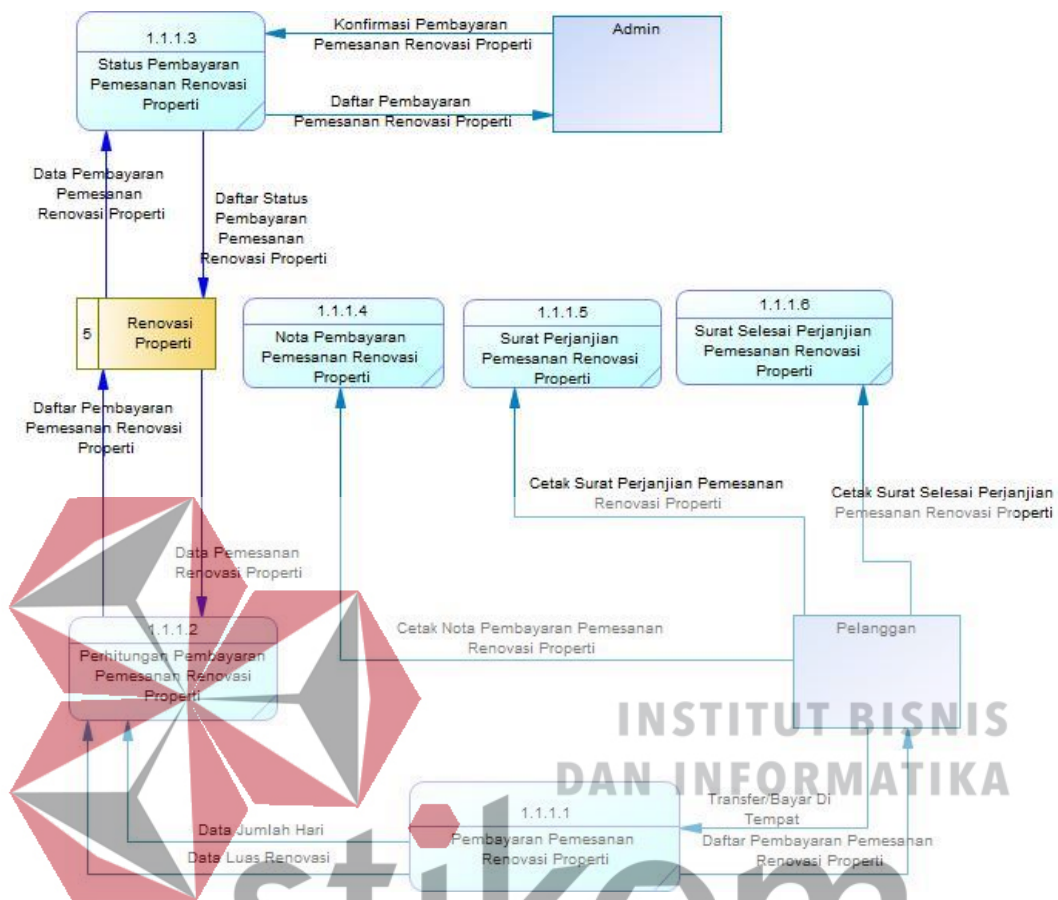 1.1.1.3
Status Pembayaran
Pemesanan Renovasi
Properti
Konfirmasi Pembayaran
Pemesanan Renovasi Properti
Admin
Daftar Pembayaran
Pemesanan Renovasi Properti
Data Pembayaran
Pemesanan
Renovasi Properti
Daftar Status
Pembayaran
Pemesanan
Renovasi Properti
5
Renovasi
Properti
1.1.1.4
Nota Pembayaran
Pemesanan Renovasi
Properti
1.1.1.5
Surat Perjanjian
Pemesanan Renovasi
Properti
1.1.1.6
Surat Selesai Perjanjian
Pemesanan Renovasi
Properti
Daftar Pembayaran
Pemesanan Renovasi
Properti
Cetak Surat Perjanjian Pemesanan
Renovasi Properti
Cetak Surat Selesai Perjanjian
Pemesanan Renovasi Properti
Data Pemesanan
Renovasi Properti
1.1.1.2
Perhitungan Pembayaran
Pemesanan Renovasi
Properti
Cetak Nota Pembayaran Pemesanan
Renovasi Properti
Pelanggan
INSTITUT BISNIS
DAN INFORMATIKA
Data Jumlah Hari
Data Luas Renovasi
1.1.1.1
Pembayaran Pemesanan
Renovasi Properti
Transfer/Bayar Di
Tempat
Daftar Pembayaran Pemesanan
Renovasi Properti
stikom